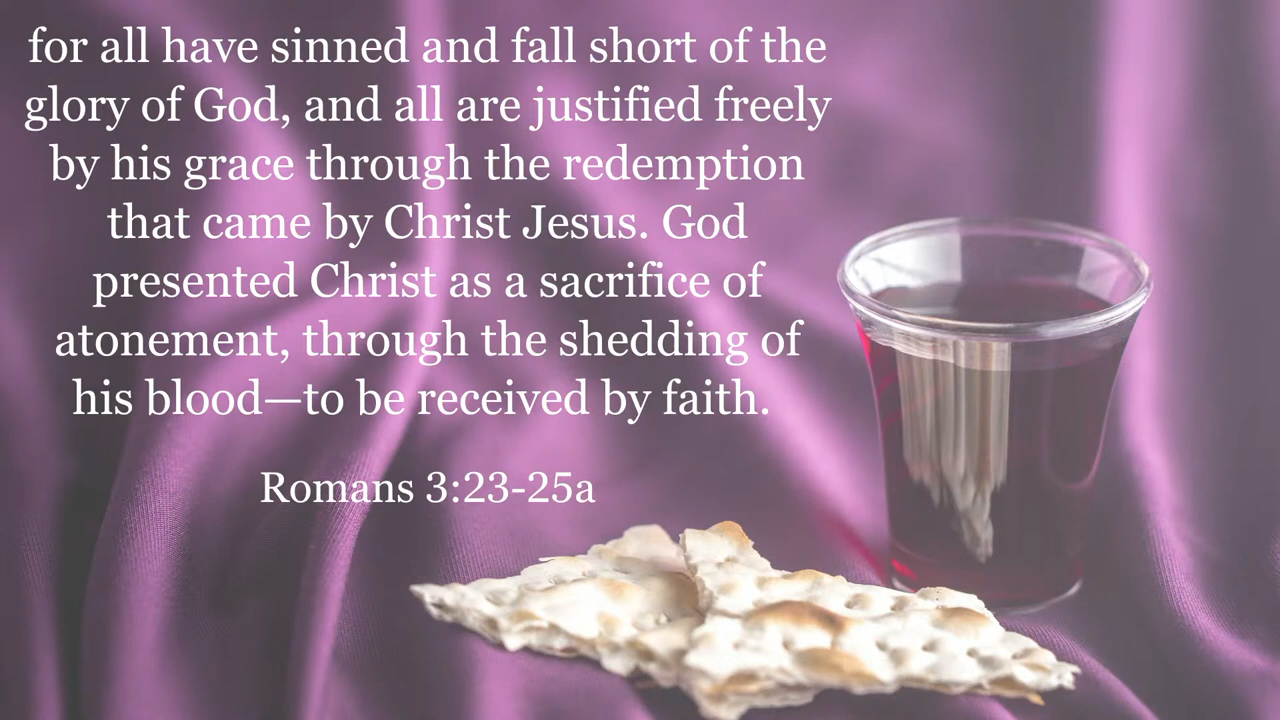 for all have sinned and fall short of the
glory of God, and all are justified freely
by his grace through the redemption
that came by Christ Jesus. God
presented Christ as a sacrifice of
atonement, through the shedding of
his blood—to be received by faith.
Romans 3:23-25a